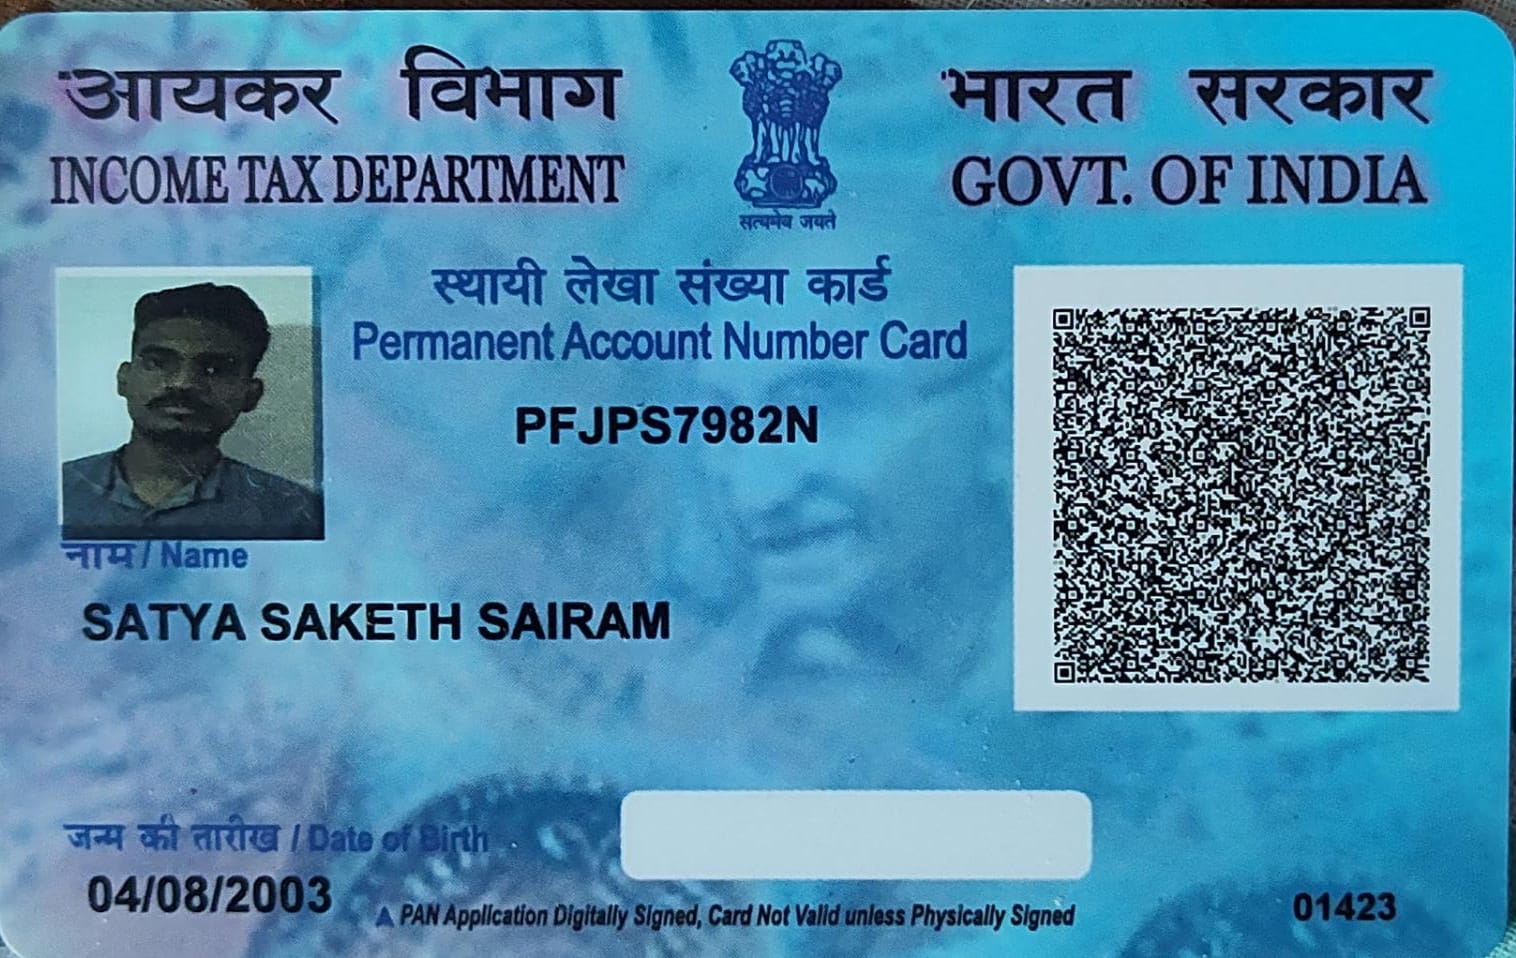 आयकर विभाग
INCOME TAX DEPARTMENT
सत्यमेव जयते
भारत सरकार
GOVT. OF INDIA
स्थायी लेखा संख्या कार्ड
Permanent Account Number Card
PFJPS7982N
नाम / Name
SATYA SAKETH SAIRAM
जन्म की तारीख / Date of Birth
04/08/2003
PAN Application Digitally Signed, Card Not Valid unless Physically Signed
01423